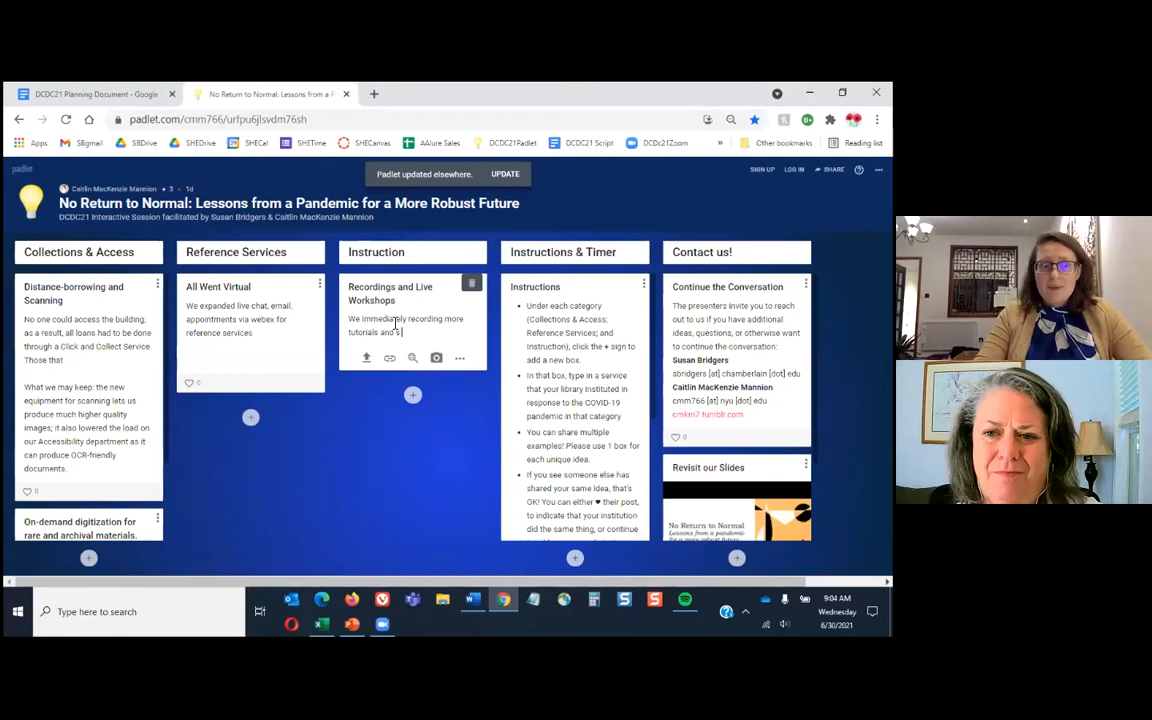 DCDC21 Planning Document - Google
No Return to Normal: Lessons from a P
padlet.com/cmm766/urfpu6jlsvdm76sh
Apps SBgmail SBDrive SHEDrive SHECal SHETime SHECanvas AAlure Sales DCDC21Padlet DCDC21 Script DCDc21Zoom » Other bookmarks Reading list
padlet
Padlet updated elsewhere. UPDATE
SIGN UP LOG IN SHARE
Caitlin MacKenzie Mannion + 3 • 1d
No Return to Normal: Lessons from a Pandemic for a More Robust Future
DCDC21 Interactive Session facilitated by Susan Bridgers & Caitlin MacKenzie Mannion
Collections & Access
Distance-borrowing and
Scanning
No one could access the building;
as a result, all loans had to be done
through a Click and Collect Service.
Those that
What we may keep: the new
equipment for scanning lets us
produce much higher quality
images; it also lowered the load on
our Accessibility department as it
can produce OCR-friendly
documents.
0
On-demand digitization for
rare and archival materials.
Reference Services
All Went Virtual
We expanded live chat, email,
appointments via webex for
reference services
0
Instruction
Recordings and Live
Workshops
We immediately recording more
tutorials and s
Instructions & Timer
Instructions
• Under each category
(Collections & Access;
Reference Services; and
Instruction), click the + sign to
add a new box.
• In that box, type in a service
that your library instituted in
response to the COVID-19
pandemic in that category
• You can share multiple
examples! Please use 1 box for
each unique idea.
• If you see someone else has
shared your same idea, that's
OK! You can either ❤ their post,
to indicate that your institution
did the same thing, or continue
Contact us!
Continue the Conversation
The presenters invite you to reach
out to us if you have additional
ideas, questions, or otherwise want
to continue the conversation:
Susan Bridgers
sbridgers [at] chamberlain [dot] edu
Caitlin MacKenzie Mannion
cmm766 [at] nyu [dot] edu
cmkm7.tumblr.com
0
Revisit our Slides
No Return to Normal
Lessons from a pandemic
for a more robust future
Type here to search
9:04 AM
Wednesday
6/30/2021